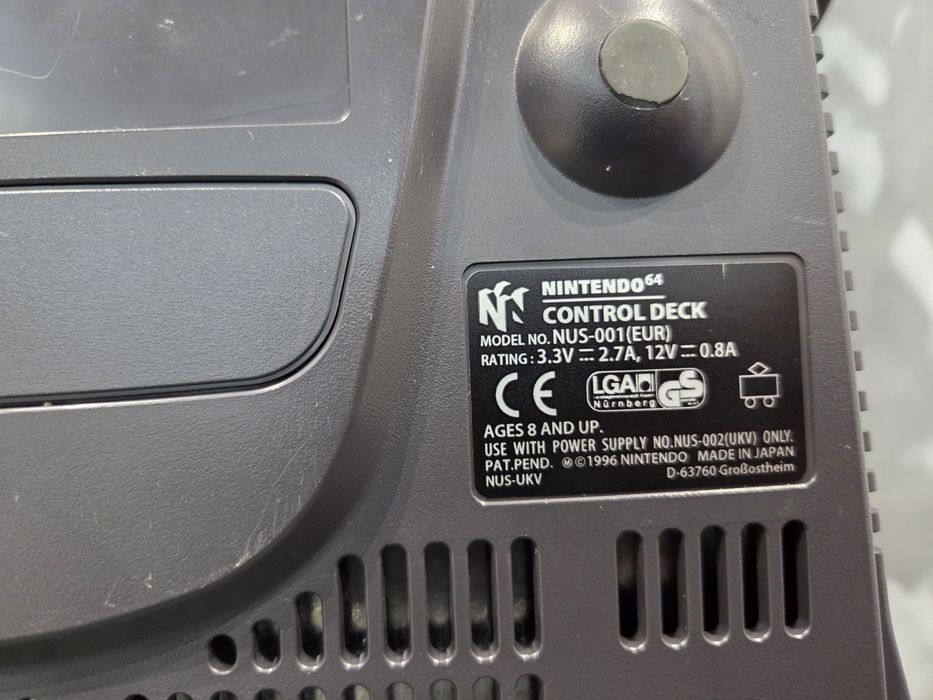 NINTENDO64
CONTROL DECK
MODEL NO. NUS-001(EUR)
RATING : 3.3V ⎓ 2.7A, 12V ⎓ 0.8A
CE LGA GS
Nürnberg
AGES 8 AND UP.
USE WITH POWER SUPPLY NO.NUS-002(UKV) ONLY.
PAT.PEND. Ⓜ©1996 NINTENDO MADE IN JAPAN
NUS-UKV D-63760 Großostheim